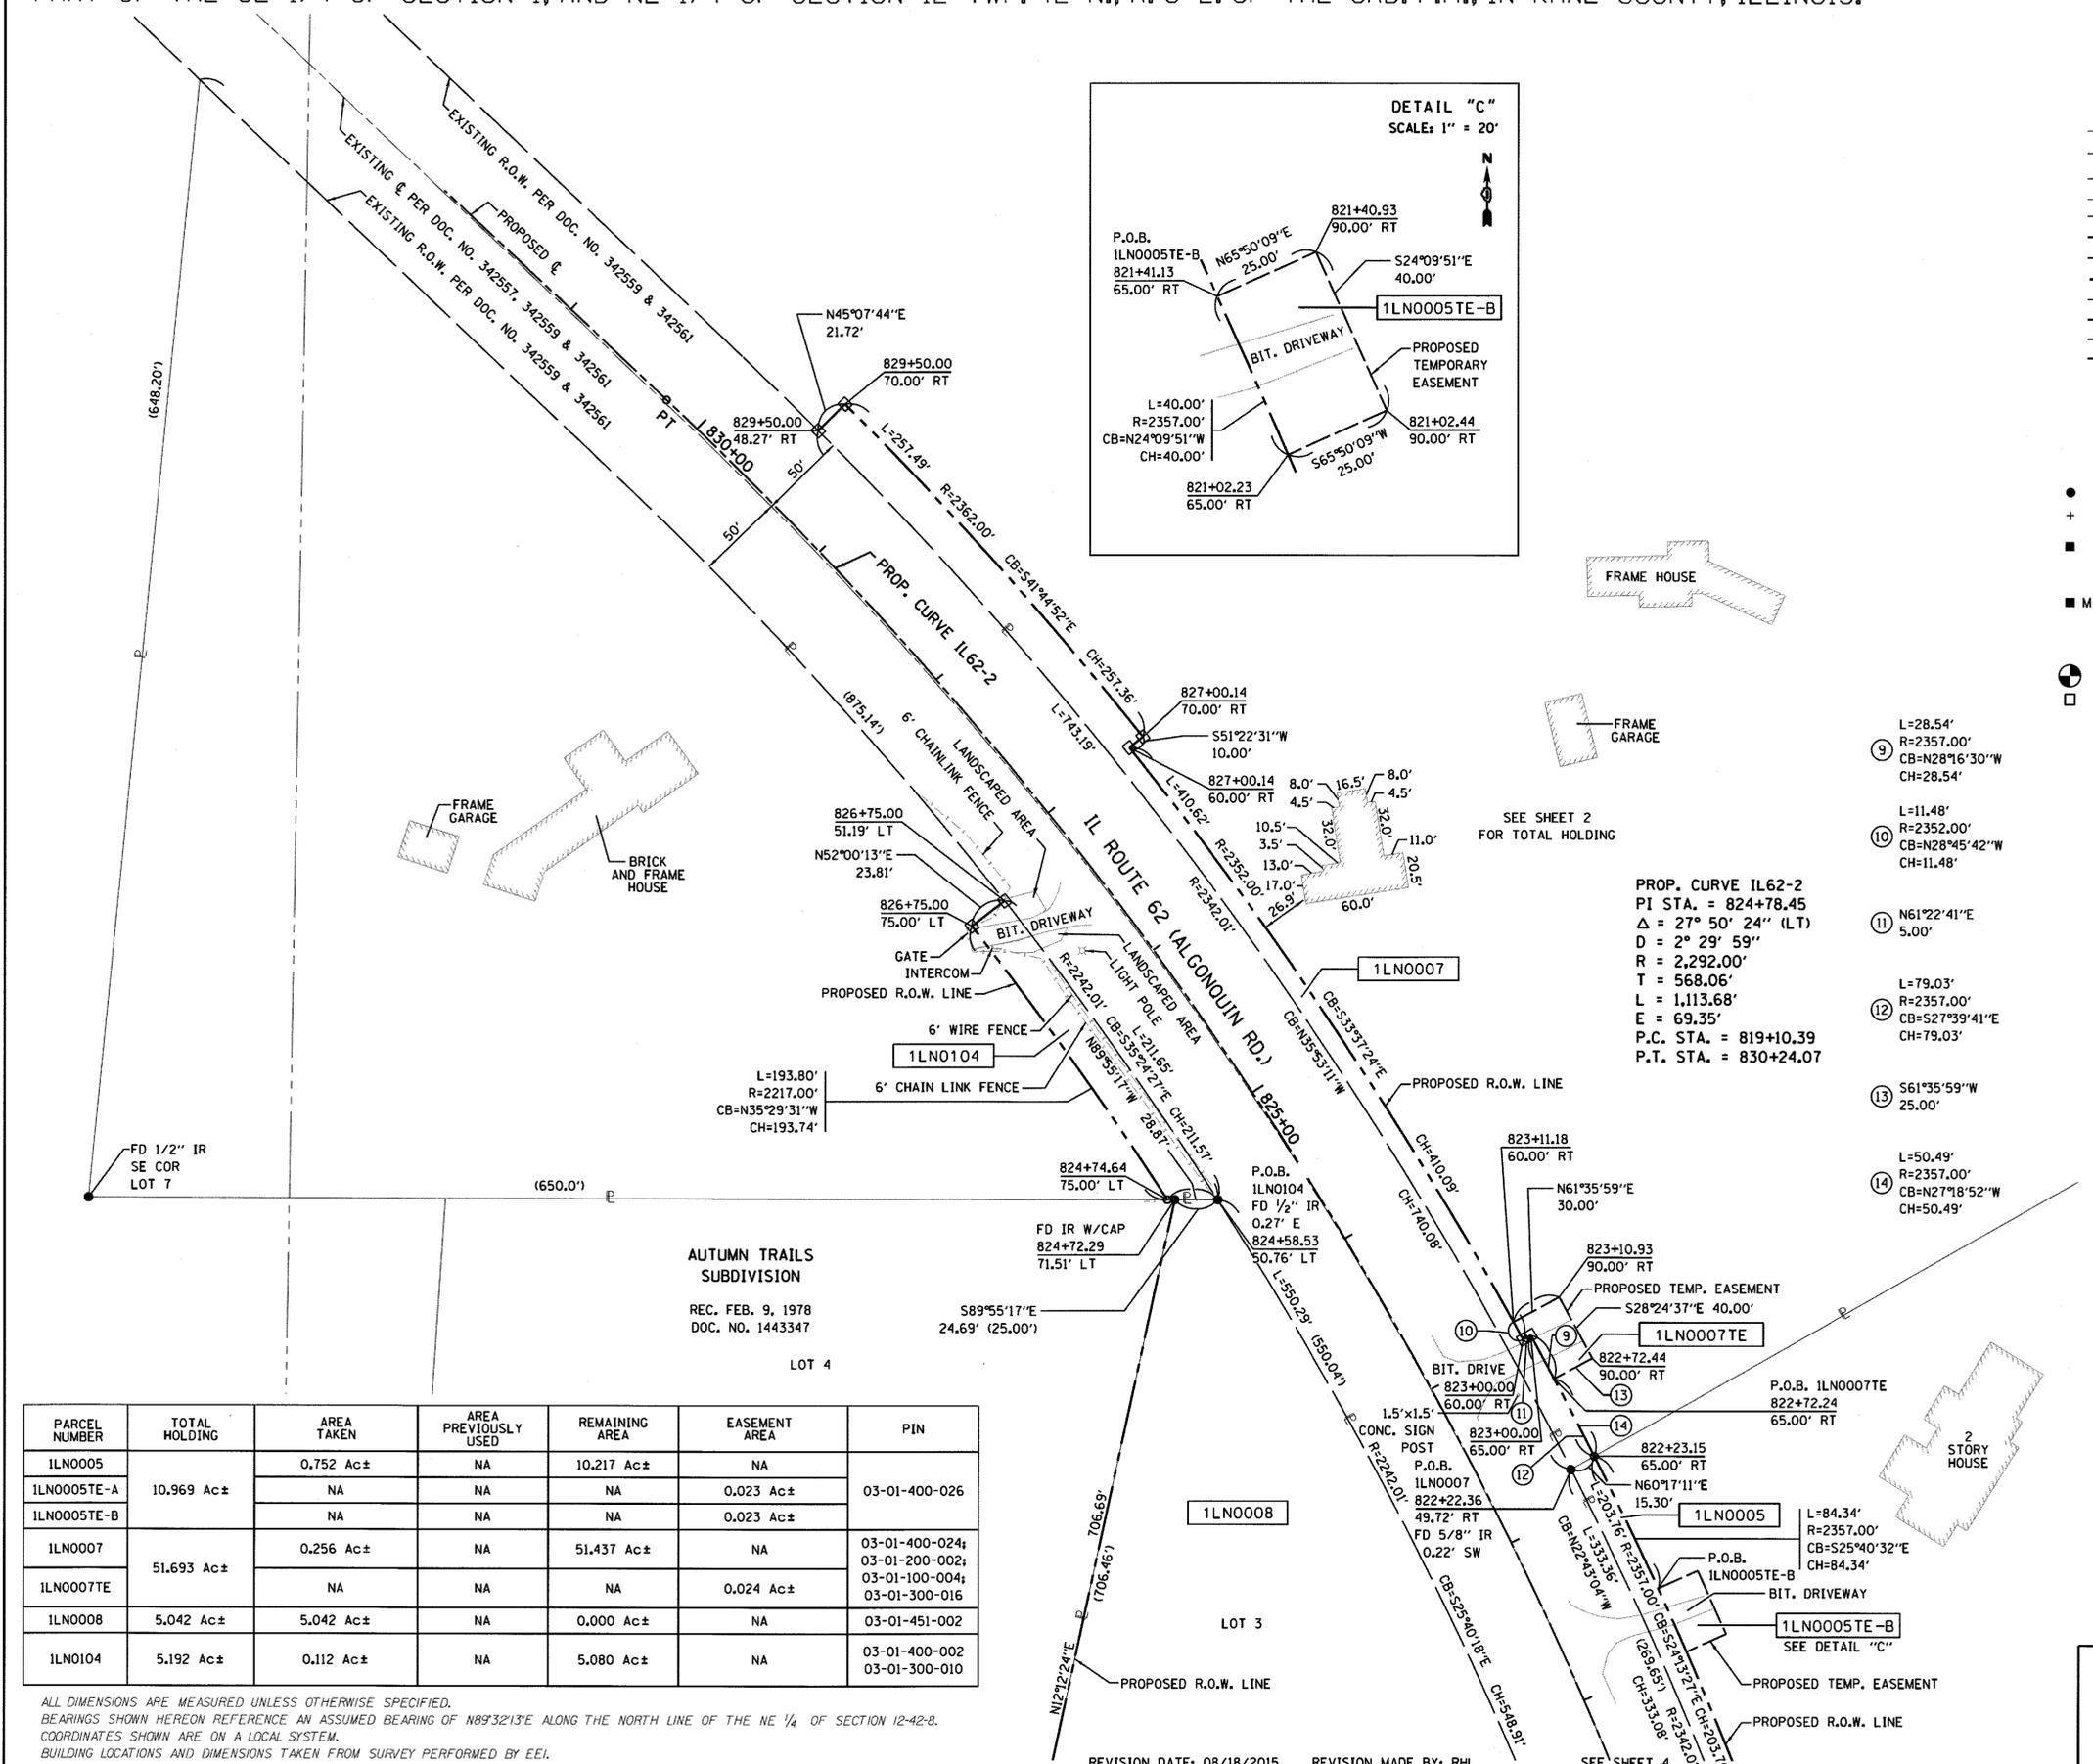 DETAIL "C"
SCALE: 1" = 20'
N
P.O.B.
1LN0005TE-B
821+41.13
65.00' RT
N65°50'09"E
25.00'
821+40.93
90.00' RT
S24°09'51"E
40.00'
1LN0005TE-B
BIT. DRIVEWAY
PROPOSED
TEMPORARY
EASEMENT
L=40.00'
R=2357.00'
CB=N24°09'51"W
CH=40.00'
821+02.44
90.00' RT
S65°50'09"W
25.00'
821+02.23
65.00' RT
EXISTING R.O.W. PER DOC. NO. 342559 & 342561
EXISTING ℄ PER DOC. NO. 342557, 342559 & 342561
EXISTING R.O.W. PER DOC. NO. 342559 & 342561
PROPOSED ℄
(648.20')
N45°07'44"E
21.72'
829+50.00
70.00' RT
829+50.00
48.27' RT
PT
830+00
50'
50'
L=257.49' R=2362.00' CB=S41°44'52"E CH=257.36'
PROP. CURVE IL62-2
FRAME HOUSE
FRAME
GARAGE
827+00.14
70.00' RT
S51°22'31"W
10.00'
827+00.14
60.00' RT
(875.14')
6' CHAINLINK FENCE
LANDSCAPED AREA
L=743.19' R=2342.01' CB=N35°53'11"W CH=740.08'
L=410.62' R=2352.00' CB=S33°37'24"E CH=410.09'
8.0'
16.5'
8.0'
4.5'
4.5'
32.0'
32.0'
10.5'
3.5'
13.0'
17.0'
11.0'
20.5'
60.0'
26.9'
SEE SHEET 2
FOR TOTAL HOLDING
FRAME
GARAGE
BRICK
AND FRAME
HOUSE
826+75.00
51.19' LT
N52°00'13"E
23.81'
826+75.00
75.00' LT
GATE
INTERCOM
PROPOSED R.O.W. LINE
BIT. DRIVEWAY
LANDSCAPED AREA
LIGHT POLE
IL ROUTE 62 (ALGONQUIN RD.)
6' WIRE FENCE
1LN0104
6' CHAIN LINK FENCE
R=2242.01' CB=S35°24'27"E CH=211.57'
L=211.65'
N89°55'17"W 28.87'
L=193.80'
R=2217.00'
CB=N35°29'31"W
CH=193.74'
1LN0007
PROPOSED R.O.W. LINE
825+00
PROP. CURVE IL62-2
PI STA. = 824+78.45
Δ = 27° 50' 24" (LT)
D = 2° 29' 59"
R = 2,292.00'
T = 568.06'
L = 1,113.68'
E = 69.35'
P.C. STA. = 819+10.39
P.T. STA. = 830+24.07
9
L=28.54'
R=2357.00'
CB=N28°16'30"W
CH=28.54'
10
L=11.48'
R=2352.00'
CB=N28°45'42"W
CH=11.48'
11
N61°22'41"E
5.00'
12
L=79.03'
R=2357.00'
CB=S27°39'41"E
CH=79.03'
13
S61°35'59"W
25.00'
14
L=50.49'
R=2357.00'
CB=N27°18'52"W
CH=50.49'
M
FD 1/2" IR
SE COR
LOT 7
(650.0')
824+74.64
75.00' LT
FD IR W/CAP
824+72.29
71.51' LT
P.O.B.
1LN0104
FD 1/2" IR
0.27' E
824+58.53
50.76' LT
S89°55'17"E
24.69' (25.00')
AUTUMN TRAILS
SUBDIVISION
REC. FEB. 9, 1978
DOC. NO. 1443347
LOT 4
823+11.18
60.00' RT
N61°35'59"E
30.00'
823+10.93
90.00' RT
PROPOSED TEMP. EASEMENT
S28°24'37"E 40.00'
1LN0007TE
10
9
822+72.44
90.00' RT
13
BIT. DRIVE
823+00.00
60.00' RT
11
823+00.00
65.00' RT
14
12
P.O.B. 1LN0007TE
822+72.24
65.00' RT
1.5'x1.5'
CONC. SIGN
POST
P.O.B.
1LN0007
822+22.36
49.72' RT
FD 5/8" IR
0.22' SW
822+23.15
65.00' RT
N60°17'11"E
15.30'
1LN0005
L=84.34'
R=2357.00'
CB=S25°40'32"E
CH=84.34'
P.O.B.
1LN0005TE-B
BIT. DRIVEWAY
1LN0005TE-B
SEE DETAIL "C"
PROPOSED TEMP. EASEMENT
PROPOSED R.O.W. LINE
2
STORY
HOUSE
L=550.29' (550.04') R=2242.01' CB=S25°40'18"E CH=548.91'
L=203.76' R=2357.00' CB=S24°13'27"E
L=333.36'
CB=N22°43'04"W
(269.65')
CH=333.08'
1LN0008
LOT 3
N12°12'24"E
706.69'
(706.46')
PROPOSED R.O.W. LINE
PARCEL NUMBER TOTAL HOLDING AREA TAKEN AREA PREVIOUSLY USED REMAINING AREA EASEMENT AREA PIN
1LN0005 10.969 Ac± 0.752 Ac± NA 10.217 Ac± NA 03-01-400-026
1LN0005TE-A NA NA NA 0.023 Ac±
1LN0005TE-B NA NA NA 0.023 Ac±
1LN0007 51.693 Ac± 0.256 Ac± NA 51.437 Ac± NA 03-01-400-024; 03-01-200-002;
1LN0007TE NA NA NA 0.024 Ac± 03-01-100-004; 03-01-300-016
1LN0008 5.042 Ac± 5.042 Ac± NA 0.000 Ac± NA 03-01-451-002
1LN0104 5.192 Ac± 0.112 Ac± NA 5.080 Ac± NA 03-01-400-002 03-01-300-010
ALL DIMENSIONS ARE MEASURED UNLESS OTHERWISE SPECIFIED.
BEARINGS SHOWN HEREON REFERENCE AN ASSUMED BEARING OF N89°32'13"E ALONG THE NORTH LINE OF THE NE 1/4 OF SECTION 12-42-8.
COORDINATES SHOWN ARE ON A LOCAL SYSTEM.
BUILDING LOCATIONS AND DIMENSIONS TAKEN FROM SURVEY PERFORMED BY EEI.
REVISION DATE: 08/18/2015 REVISION MADE BY: RHL
SEE SHEET 4